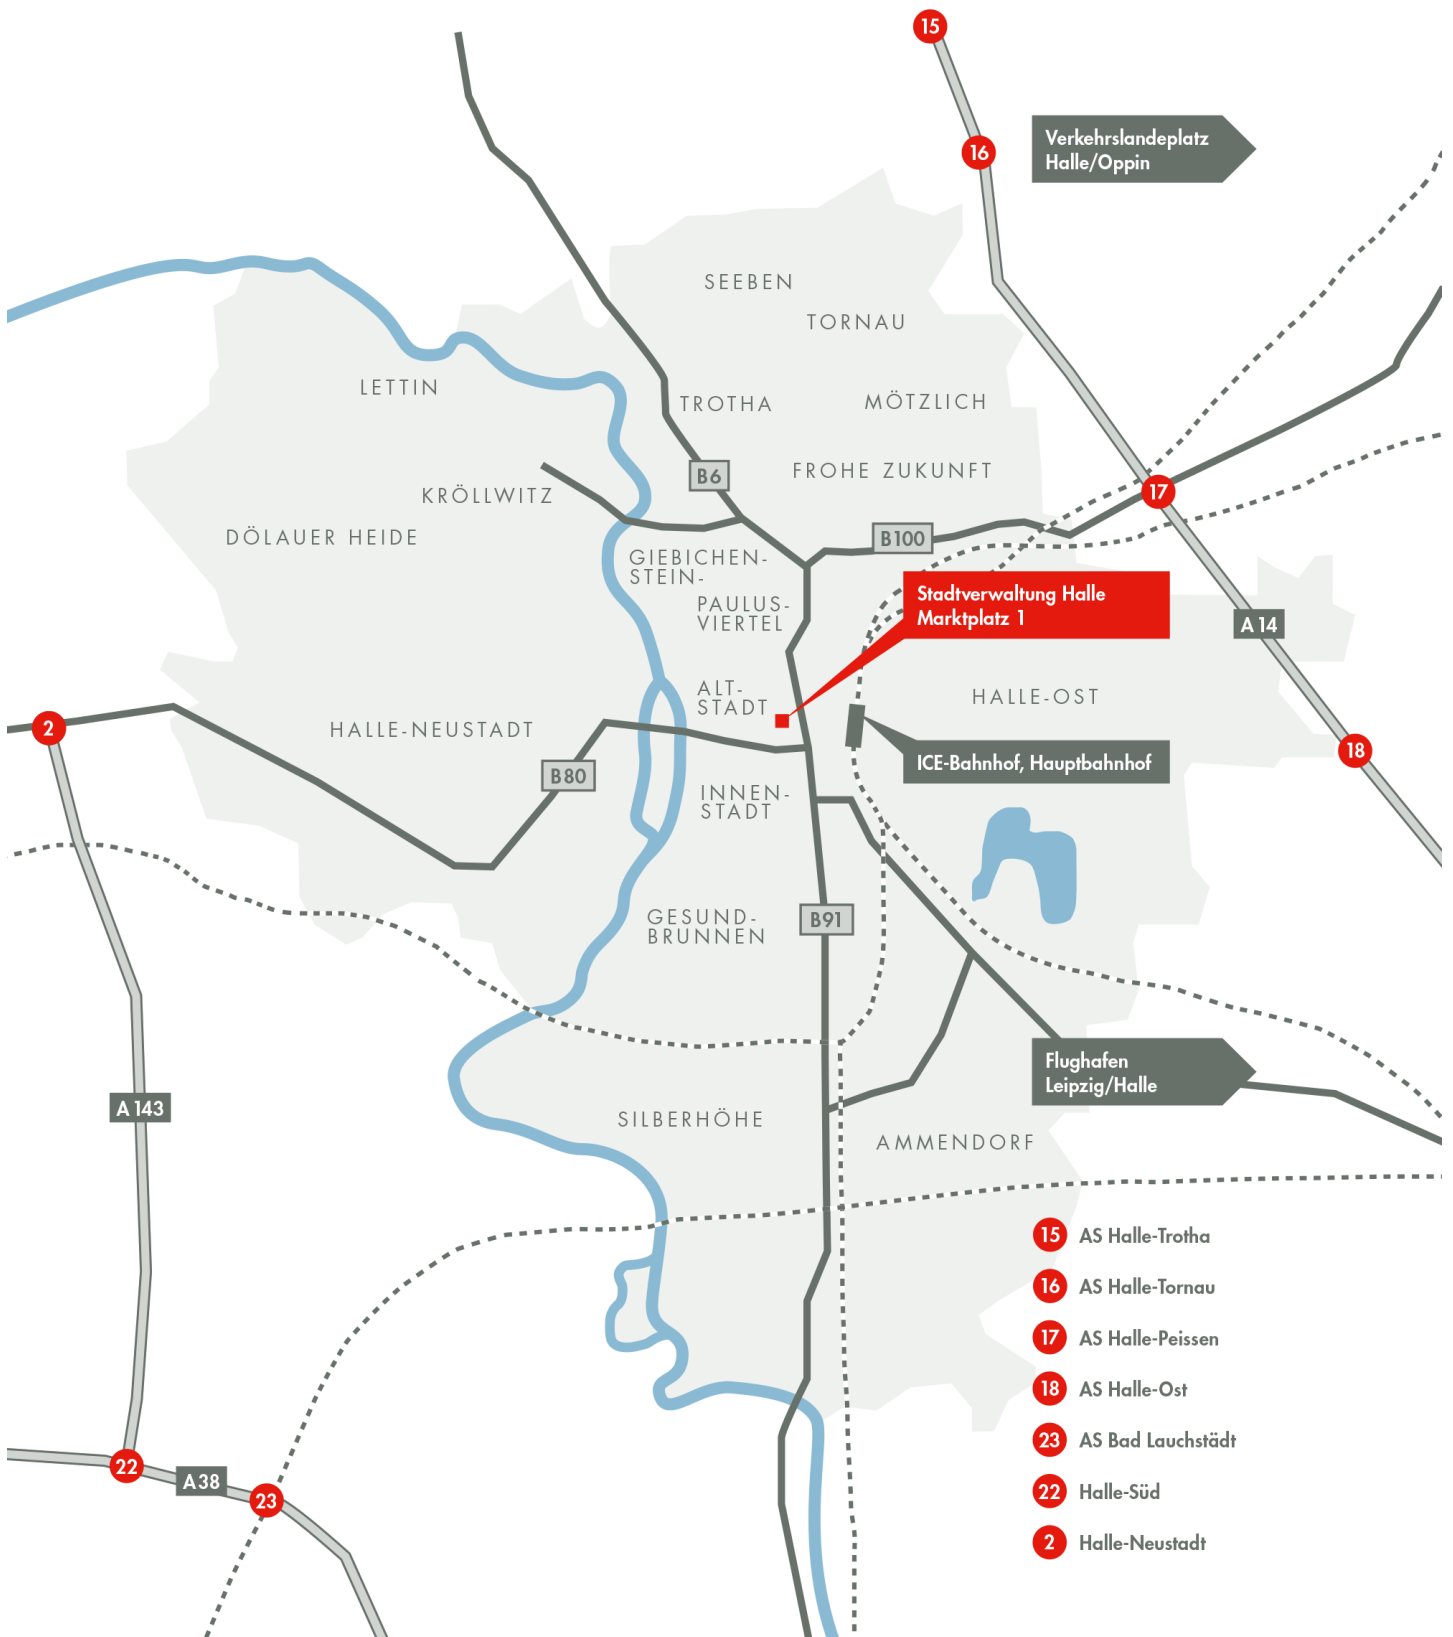 15
16
Verkehrslandeplatz
Halle/Oppin
SEEBEN
TORNAU
LETTIN
TROTHA
MÖTZLICH
B6
FROHE ZUKUNFT
KRÖLLWITZ
17
DÖLAUER HEIDE
B100
GIEBICHEN-
STEIN-
PAULUS-
VIERTEL
Stadtverwaltung Halle
Marktplatz 1
A 14
ALT-
STADT
HALLE-OST
2
HALLE-NEUSTADT
18
B80
ICE-Bahnhof, Hauptbahnhof
INNEN-
STADT
GESUND-
BRUNNEN
B91
Flughafen
Leipzig/Halle
A 143
SILBERHÖHE
AMMENDORF
22
A38
23
15 AS Halle-Trotha
16 AS Halle-Tornau
17 AS Halle-Peissen
18 AS Halle-Ost
23 AS Bad Lauchstädt
22 Halle-Süd
2 Halle-Neustadt